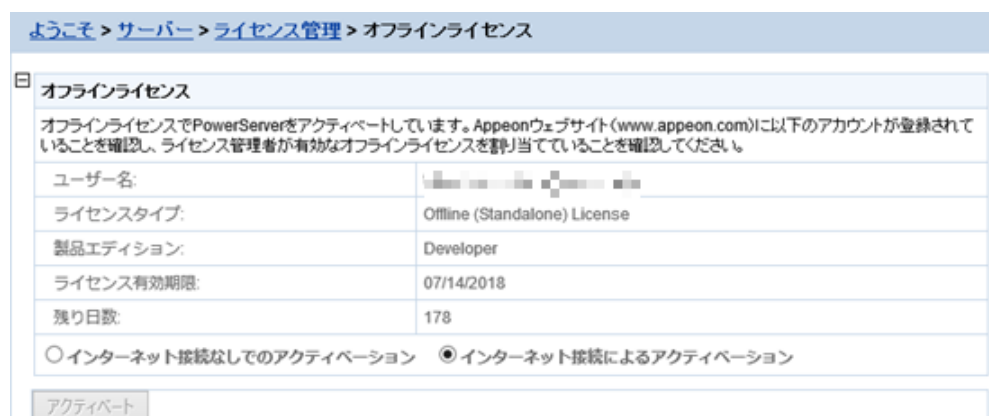 ようこそ > サーバー > ライセンス管理 > オフラインライセンス
オフラインライセンス
オフラインライセンスでPowerServerをアクティベートしています。Appeonウェブサイト(www.appeon.com)に以下のアカウントが登録されて
いることを確認し、ライセンス管理者が有効なオフラインライセンスを割り当てていることを確認してください。
ユーザー名:
ライセンスタイプ: Offline (Standalone) License
製品エディション: Developer
ライセンス有効期限: 07/14/2018
残り日数: 178
インターネット接続なしでのアクティベーション インターネット接続によるアクティベーション
アクティベート